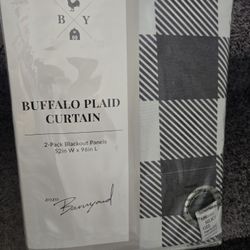 B Y
BUFFALO PLAID
CURTAIN
2-Pack Blackout Panels
52in W x 96in L
Barnyard